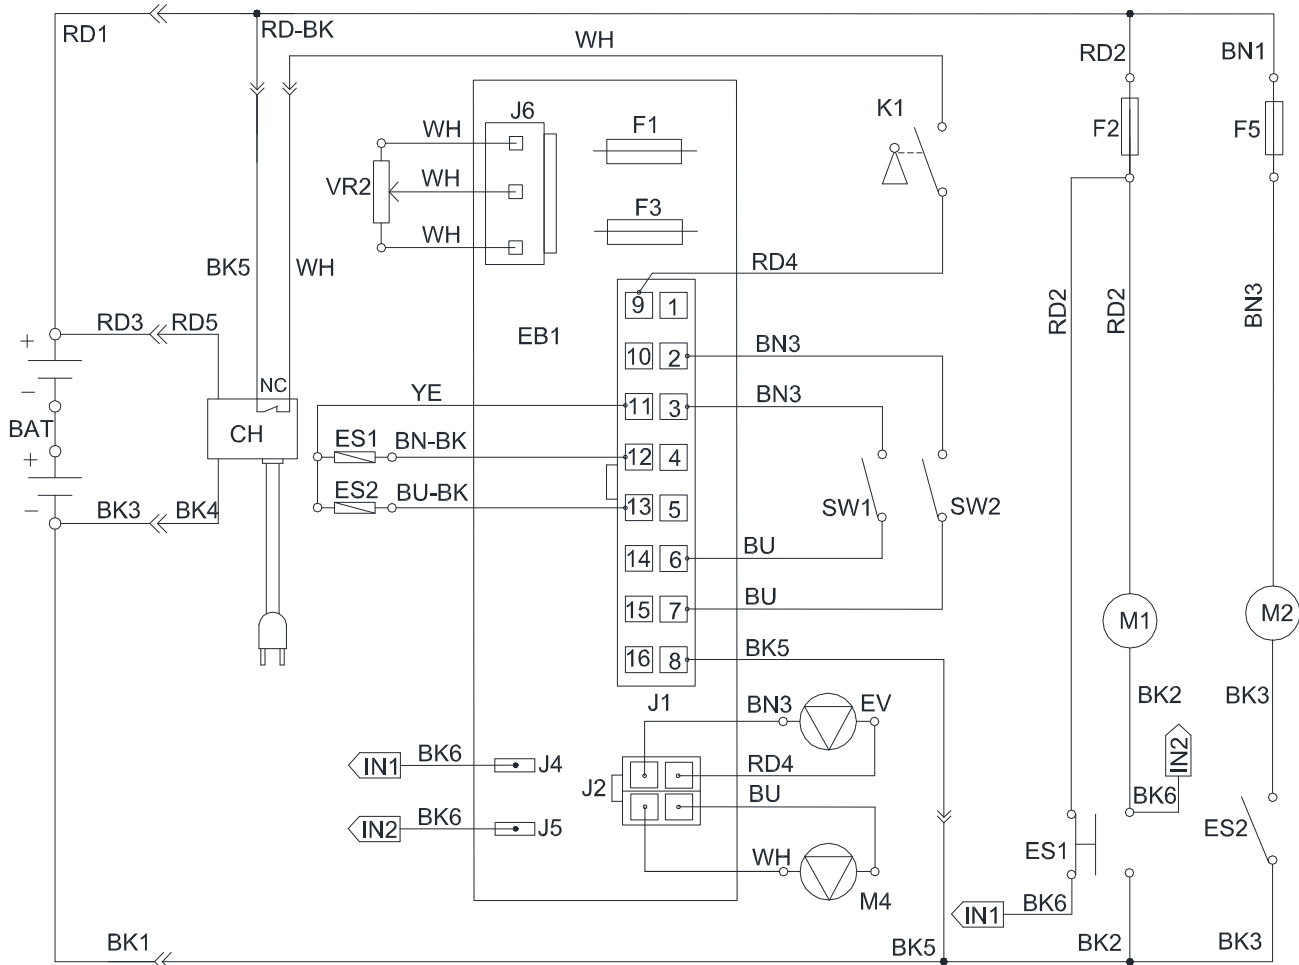 RD1
RD-BK
WH
RD2
BN1
J6
F1
K1
F2
F5
WH
VR2
WH
F3
WH
BK5
WH
RD4
RD2
RD2
BN3
9 1
+
RD3
RD5
EB1
10 2
BN3
−
NC
YE
11 3
BN3
BAT
CH
ES1
BN-BK
12 4
+
ES2
BU-BK
13 5
SW1
SW2
−
BK3
BK4
14 6
BU
15 7
BU
M1
M2
16 8
BK5
J1
BN3
EV
BK2
BK3
IN1
BK6
J4
J2
RD4
IN2
BU
BK6
IN2
BK6
J5
ES2
WH
ES1
M4
BK6
IN1
BK1
BK5
BK2
BK3